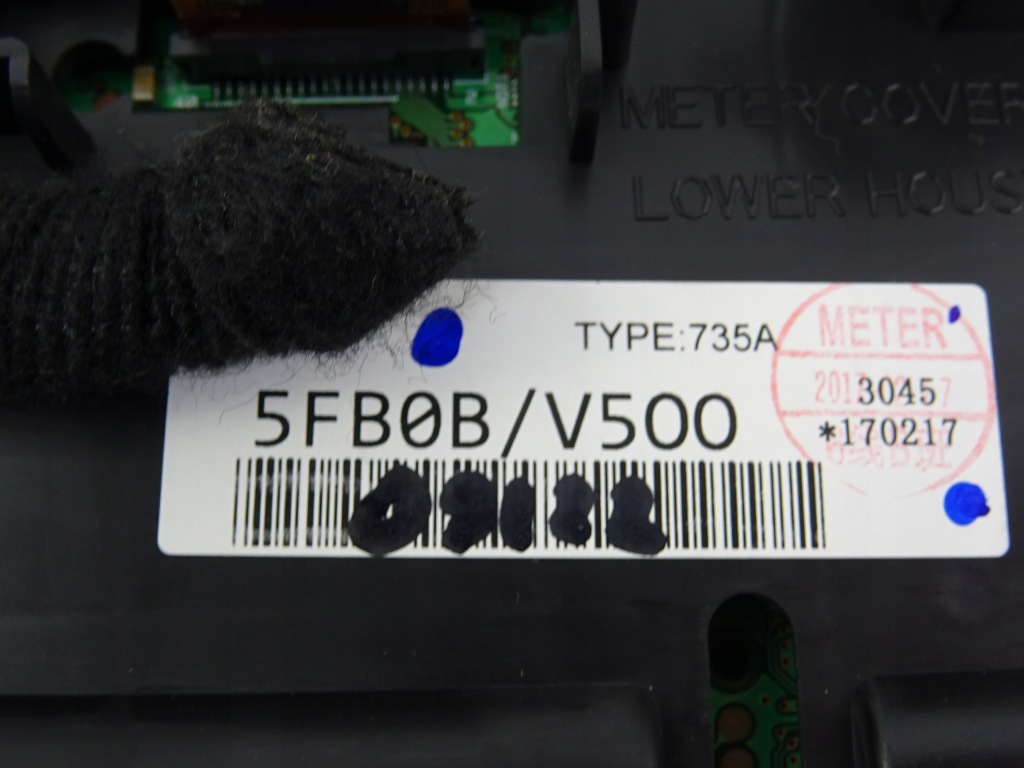 METER COVER
LOWER HOUS
TYPE:735A
METER
3045
*170217
5FB0B/V500